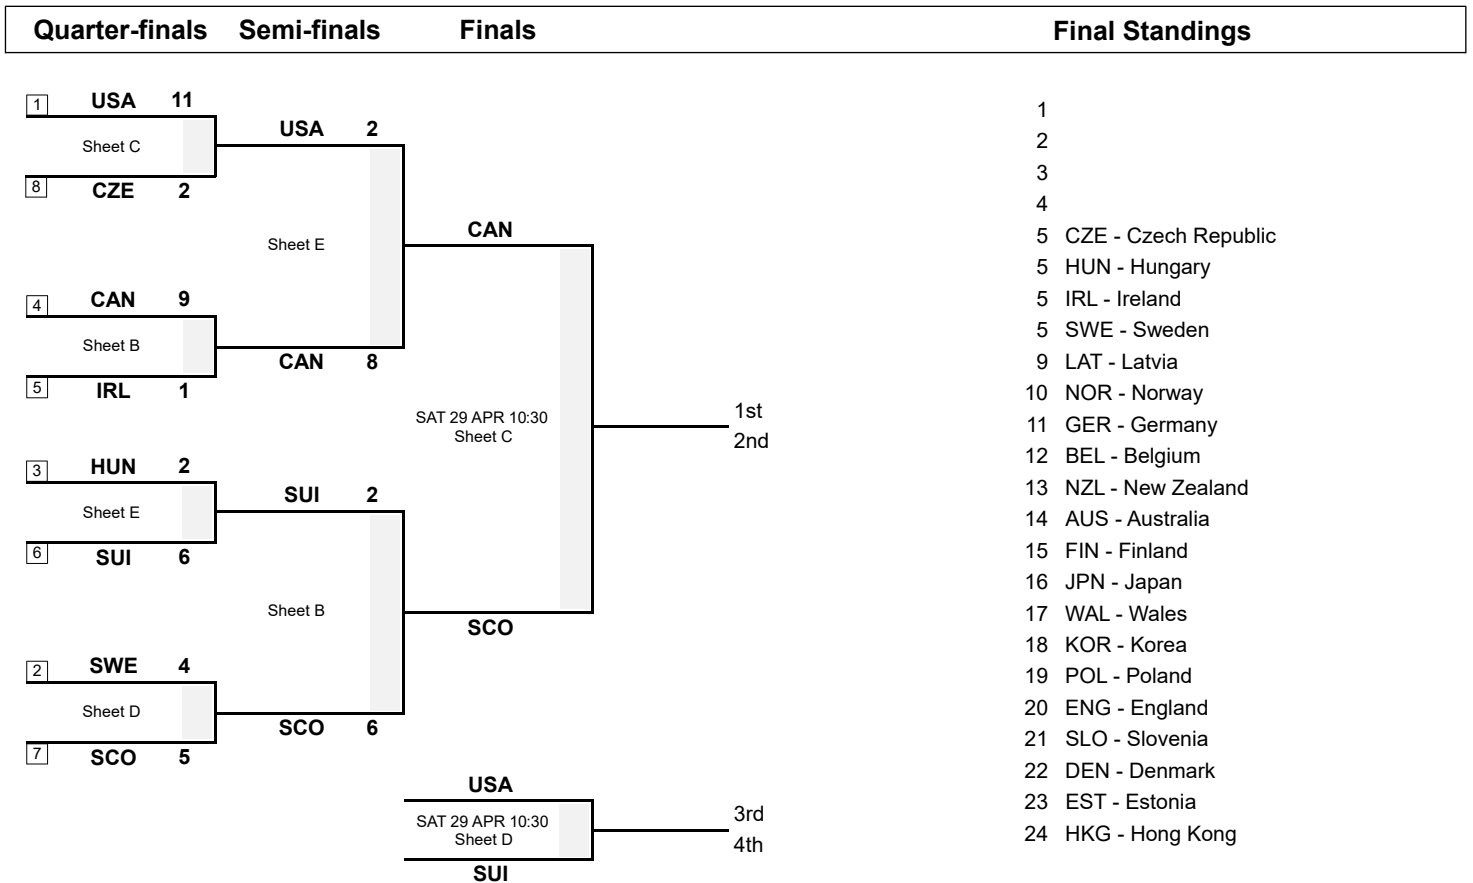 Quarter-finals Semi-finals Finals Final Standings
1 USA 11
Sheet C
8 CZE 2
4 CAN 9
Sheet B
5 IRL 1
3 HUN 2
Sheet E
6 SUI 6
2 SWE 4
Sheet D
7 SCO 5
USA 2
Sheet E
CAN 8
SUI 2
Sheet B
SCO 6
CAN
SAT 29 APR 10:30
Sheet C
SCO
1st
2nd
USA
SAT 29 APR 10:30
Sheet D
SUI
3rd
4th
1
2
3
4
5 CZE - Czech Republic
5 HUN - Hungary
5 IRL - Ireland
5 SWE - Sweden
9 LAT - Latvia
10 NOR - Norway
11 GER - Germany
12 BEL - Belgium
13 NZL - New Zealand
14 AUS - Australia
15 FIN - Finland
16 JPN - Japan
17 WAL - Wales
18 KOR - Korea
19 POL - Poland
20 ENG - England
21 SLO - Slovenia
22 DEN - Denmark
23 EST - Estonia
24 HKG - Hong Kong